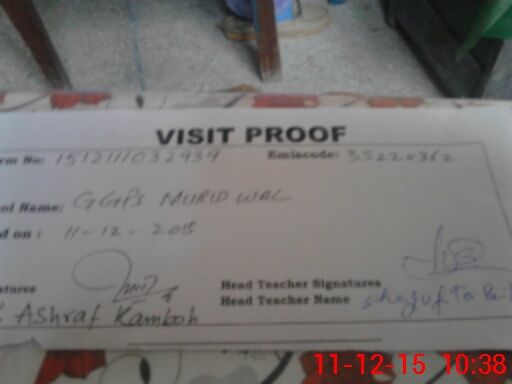 VISIT PROOF
rm No: 1512111032939 Emiscode: 35220362
ol Name: GGPS MURID WAL
d on : 11-12-2015
atures Head Teacher Signatures
: Ashraf Kamboh Head Teacher Name
11-12-15 10:38